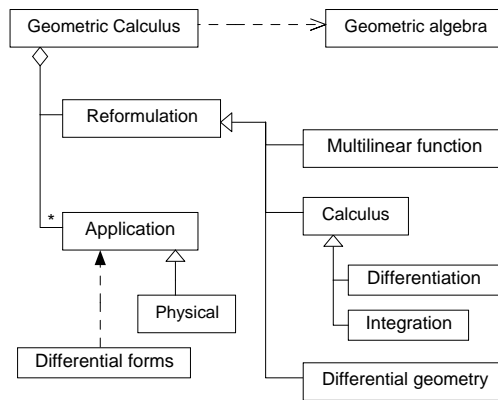 Geometric Calculus
Geometric algebra
Reformulation
Multilinear function
Calculus
*
Application
Differentiation
Physical
Integration
Differential forms
Differential geometry